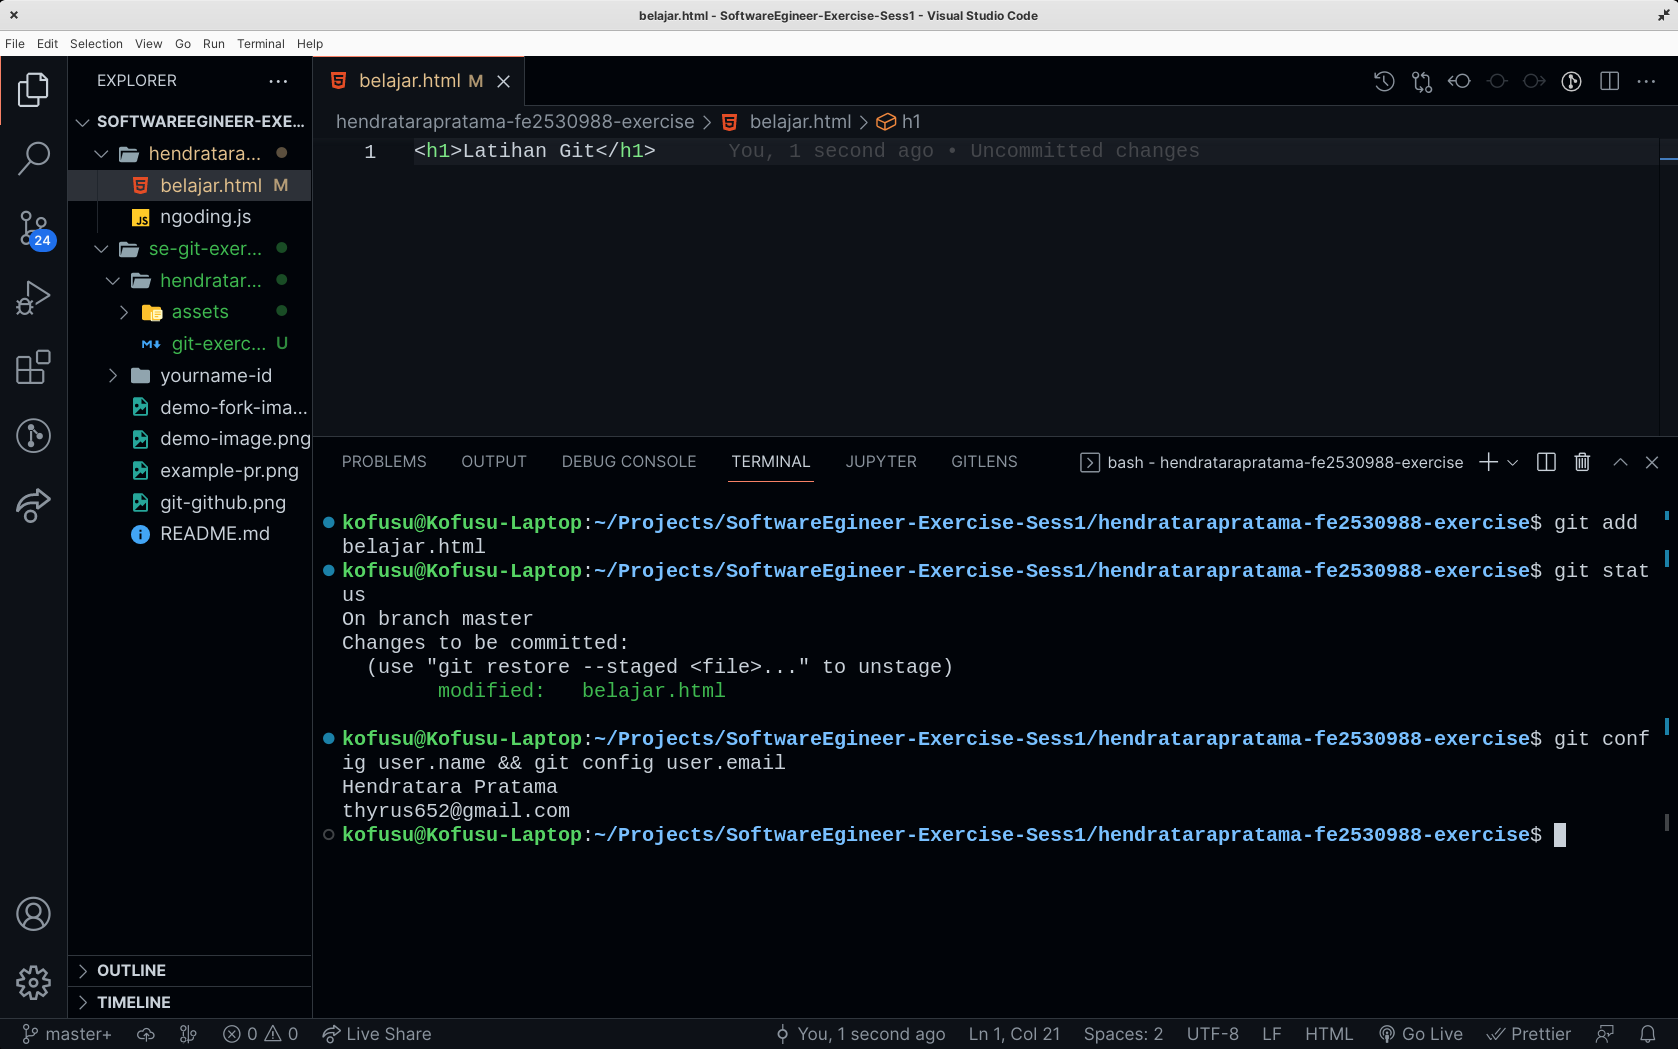 belajar.html - SoftwareEgineer-Exercise-Sess1 - Visual Studio Code
File Edit Selection View Go Run Terminal Help
EXPLORER
SOFTWAREEGINEER-EXE...
hendratara...
belajar.html M
ngoding.js
se-git-exer...
hendratar...
assets
git-exerc... U
yourname-id
demo-fork-ima...
demo-image.png
example-pr.png
git-github.png
README.md
OUTLINE
TIMELINE
24
belajar.html M
hendratarapratama-fe2530988-exercise > belajar.html > h1
1 <h1>Latihan Git</h1> You, 1 second ago • Uncommitted changes
PROBLEMS OUTPUT DEBUG CONSOLE TERMINAL JUPYTER GITLENS bash - hendratarapratama-fe2530988-exercise
kofusu@Kofusu-Laptop:~/Projects/SoftwareEgineer-Exercise-Sess1/hendratarapratama-fe2530988-exercise$ git add
belajar.html
kofusu@Kofusu-Laptop:~/Projects/SoftwareEgineer-Exercise-Sess1/hendratarapratama-fe2530988-exercise$ git stat
us
On branch master
Changes to be committed:
(use "git restore --staged <file>..." to unstage)
modified: belajar.html
kofusu@Kofusu-Laptop:~/Projects/SoftwareEgineer-Exercise-Sess1/hendratarapratama-fe2530988-exercise$ git conf
ig user.name && git config user.email
Hendratara Pratama
thyrus652@gmail.com
kofusu@Kofusu-Laptop:~/Projects/SoftwareEgineer-Exercise-Sess1/hendratarapratama-fe2530988-exercise$
master+ 0 0 Live Share You, 1 second ago Ln 1, Col 21 Spaces: 2 UTF-8 LF HTML Go Live Prettier